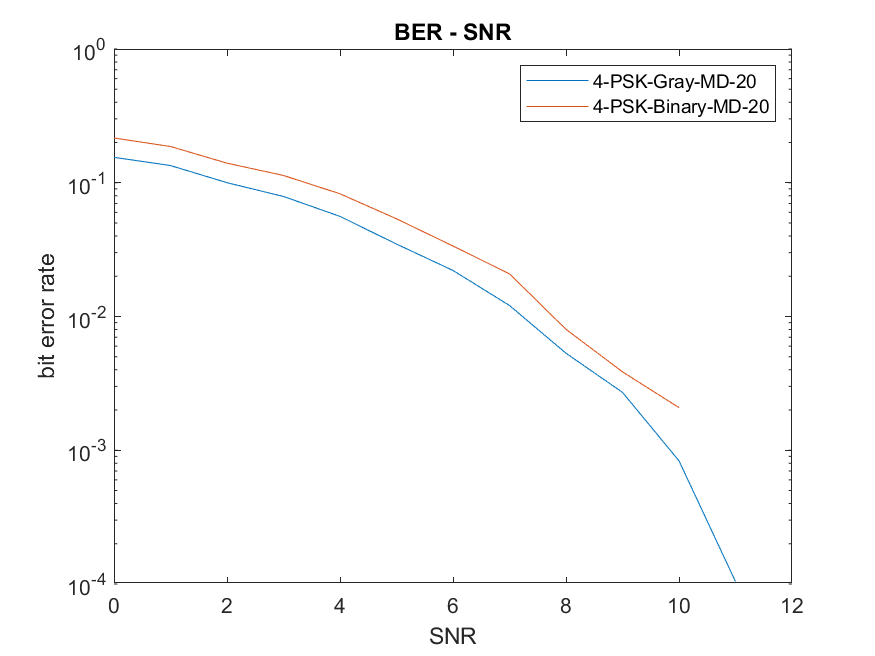 BER - SNR
10^0
4-PSK-Gray-MD-20
4-PSK-Binary-MD-20
10^-1
bit error rate
10^-2
10^-3
10^-4
0 2 4 6 8 10 12
SNR